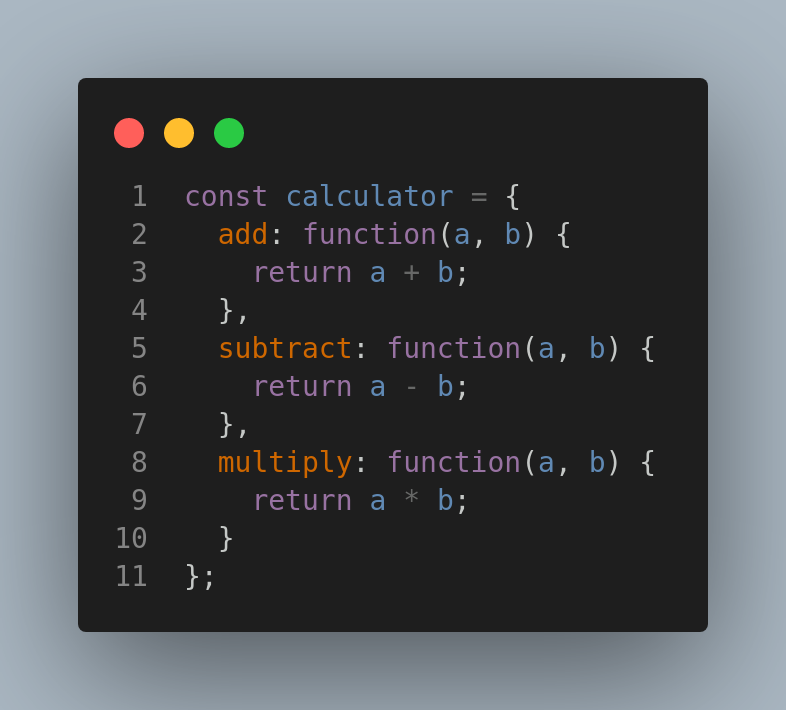 1 const calculator = {
2   add: function(a, b) {
3     return a + b;
4   },
5   subtract: function(a, b) {
6     return a - b;
7   },
8   multiply: function(a, b) {
9     return a * b;
10   }
11 };